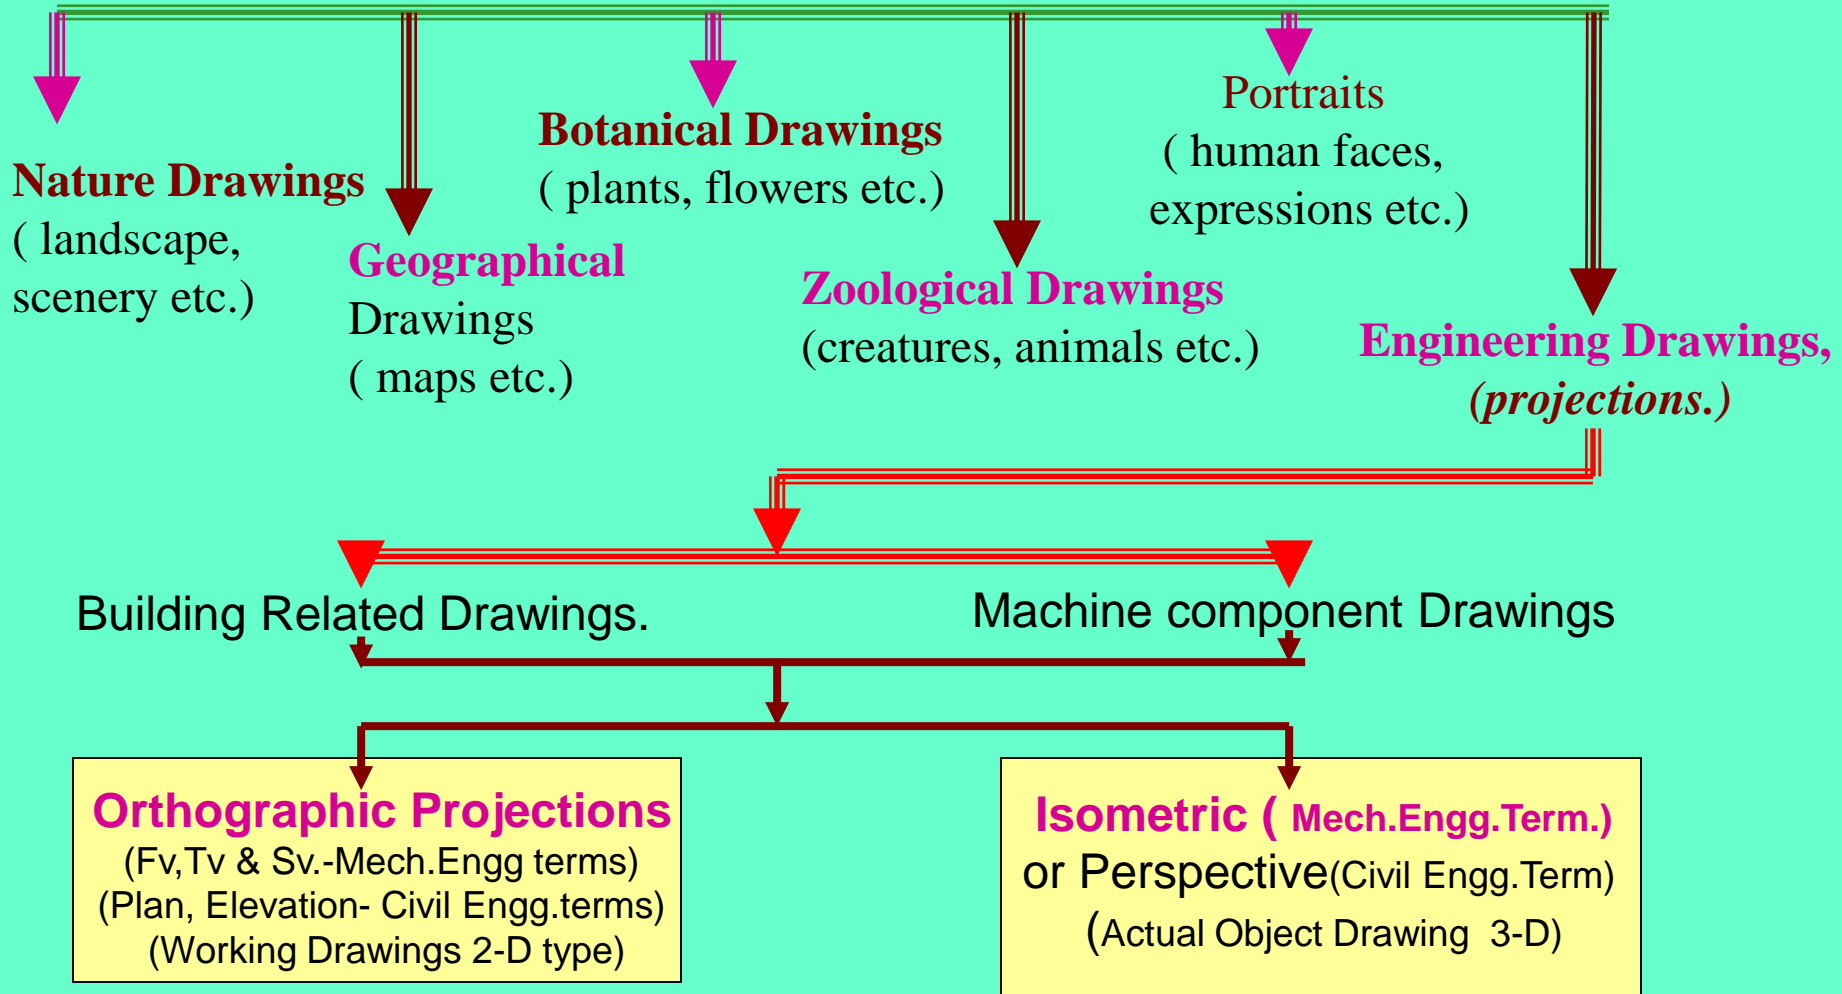 Nature Drawings
( landscape,
scenery etc.)
Geographical
Drawings
( maps etc.)
Botanical Drawings
( plants, flowers etc.)
Zoological Drawings
(creatures, animals etc.)
Portraits
( human faces,
expressions etc.)
Engineering Drawings,
(projections.)
Building Related Drawings.
Machine component Drawings
Orthographic Projections
(Fv,Tv & Sv.-Mech.Engg terms)
(Plan, Elevation- Civil Engg.terms)
(Working Drawings 2-D type)
Isometric ( Mech.Engg.Term.)
or Perspective(Civil Engg.Term)
(Actual Object Drawing 3-D)